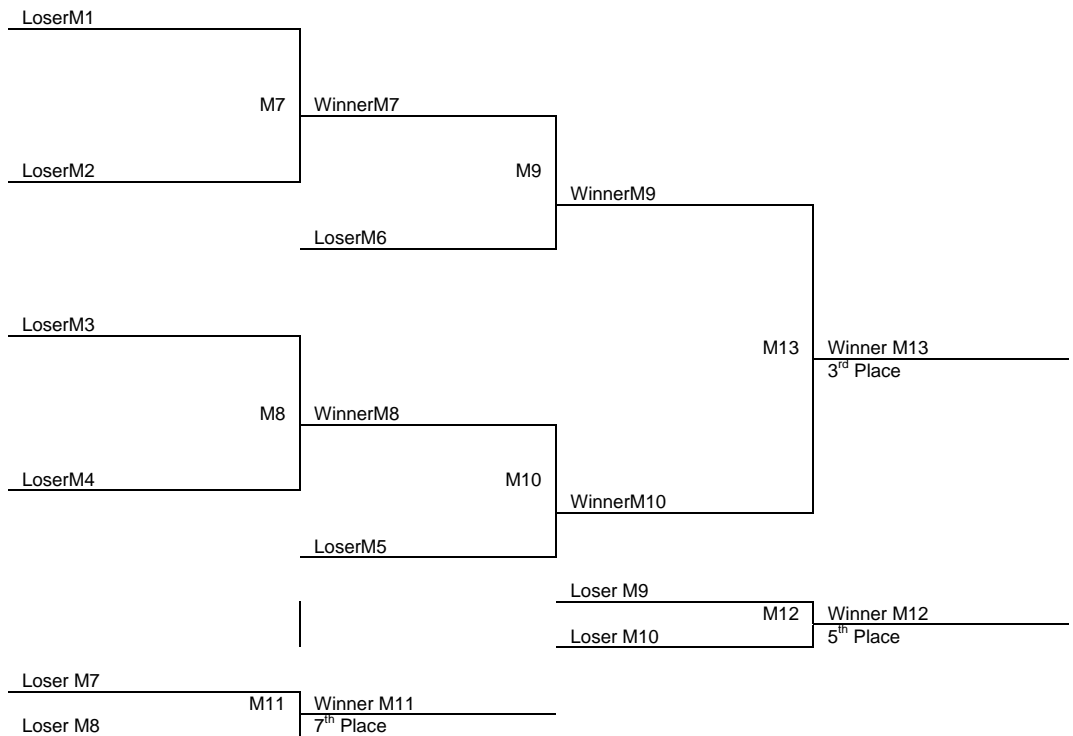 LoserM1
M7 WinnerM7
LoserM2 M9
WinnerM9
LoserM6
LoserM3
M13 Winner M13
3rd Place
M8 WinnerM8
LoserM4 M10
WinnerM10
LoserM5
Loser M9
M12 Winner M12
Loser M10 5th Place
Loser M7
M11 Winner M11
Loser M8 7th Place